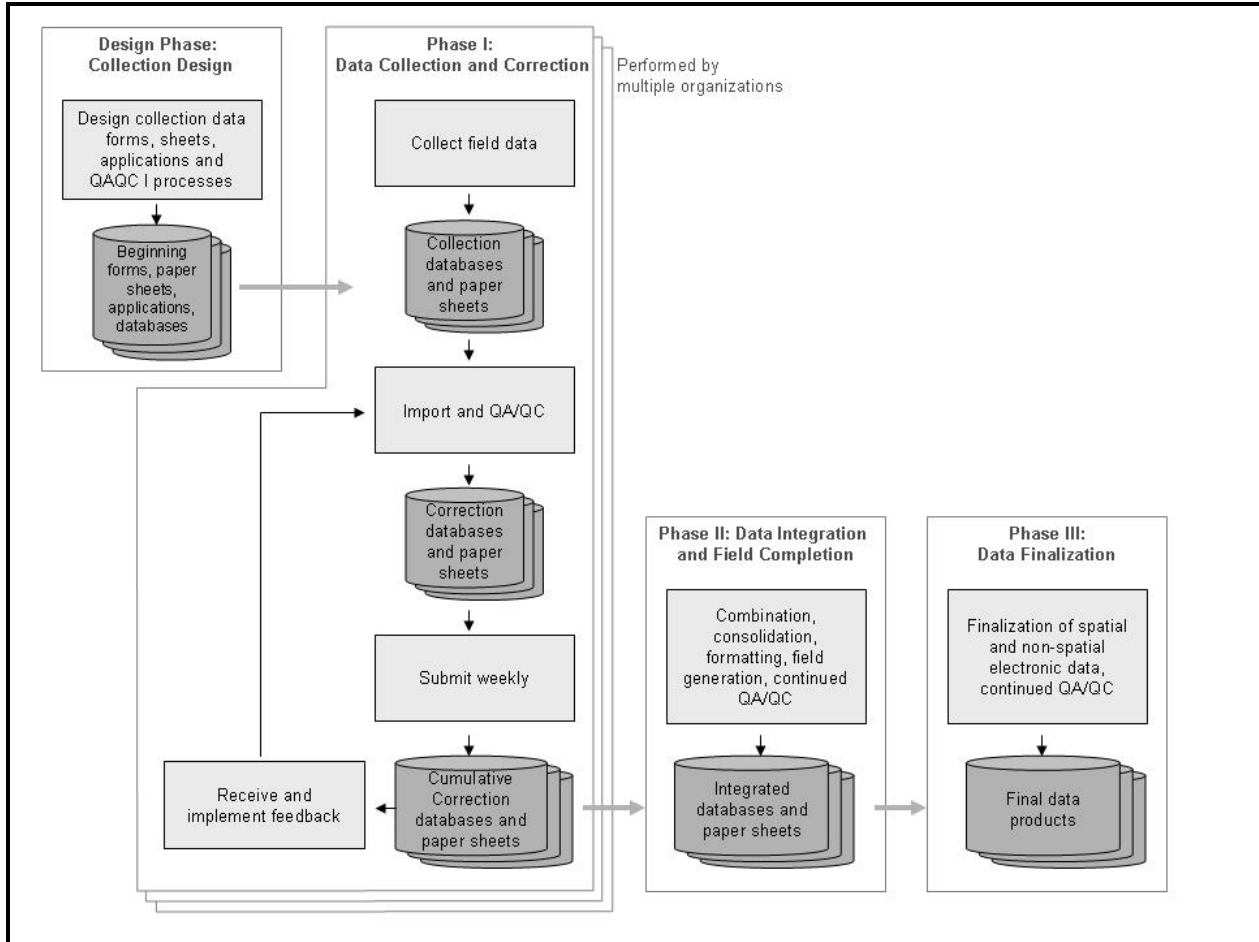 Design Phase:
Collection Design
Design collection data
forms, sheets,
applications and
QAQC I processes
Beginning
forms, paper
sheets,
applications,
databases
Phase I:
Data Collection and Correction
Performed by
multiple organizations
Collect field data
Collection
databases
and paper
sheets
Import and QA/QC
Correction
databases
and paper
sheets
Submit weekly
Cumulative
Correction
databases and
paper sheets
Receive and
implement feedback
Phase II: Data Integration
and Field Completion
Combination,
consolidation,
formatting, field
generation, continued
QA/QC
Integrated
databases and
paper sheets
Phase III:
Data Finalization
Finalization of spatial
and non-spatial
electronic data,
continued QA/QC
Final data
products